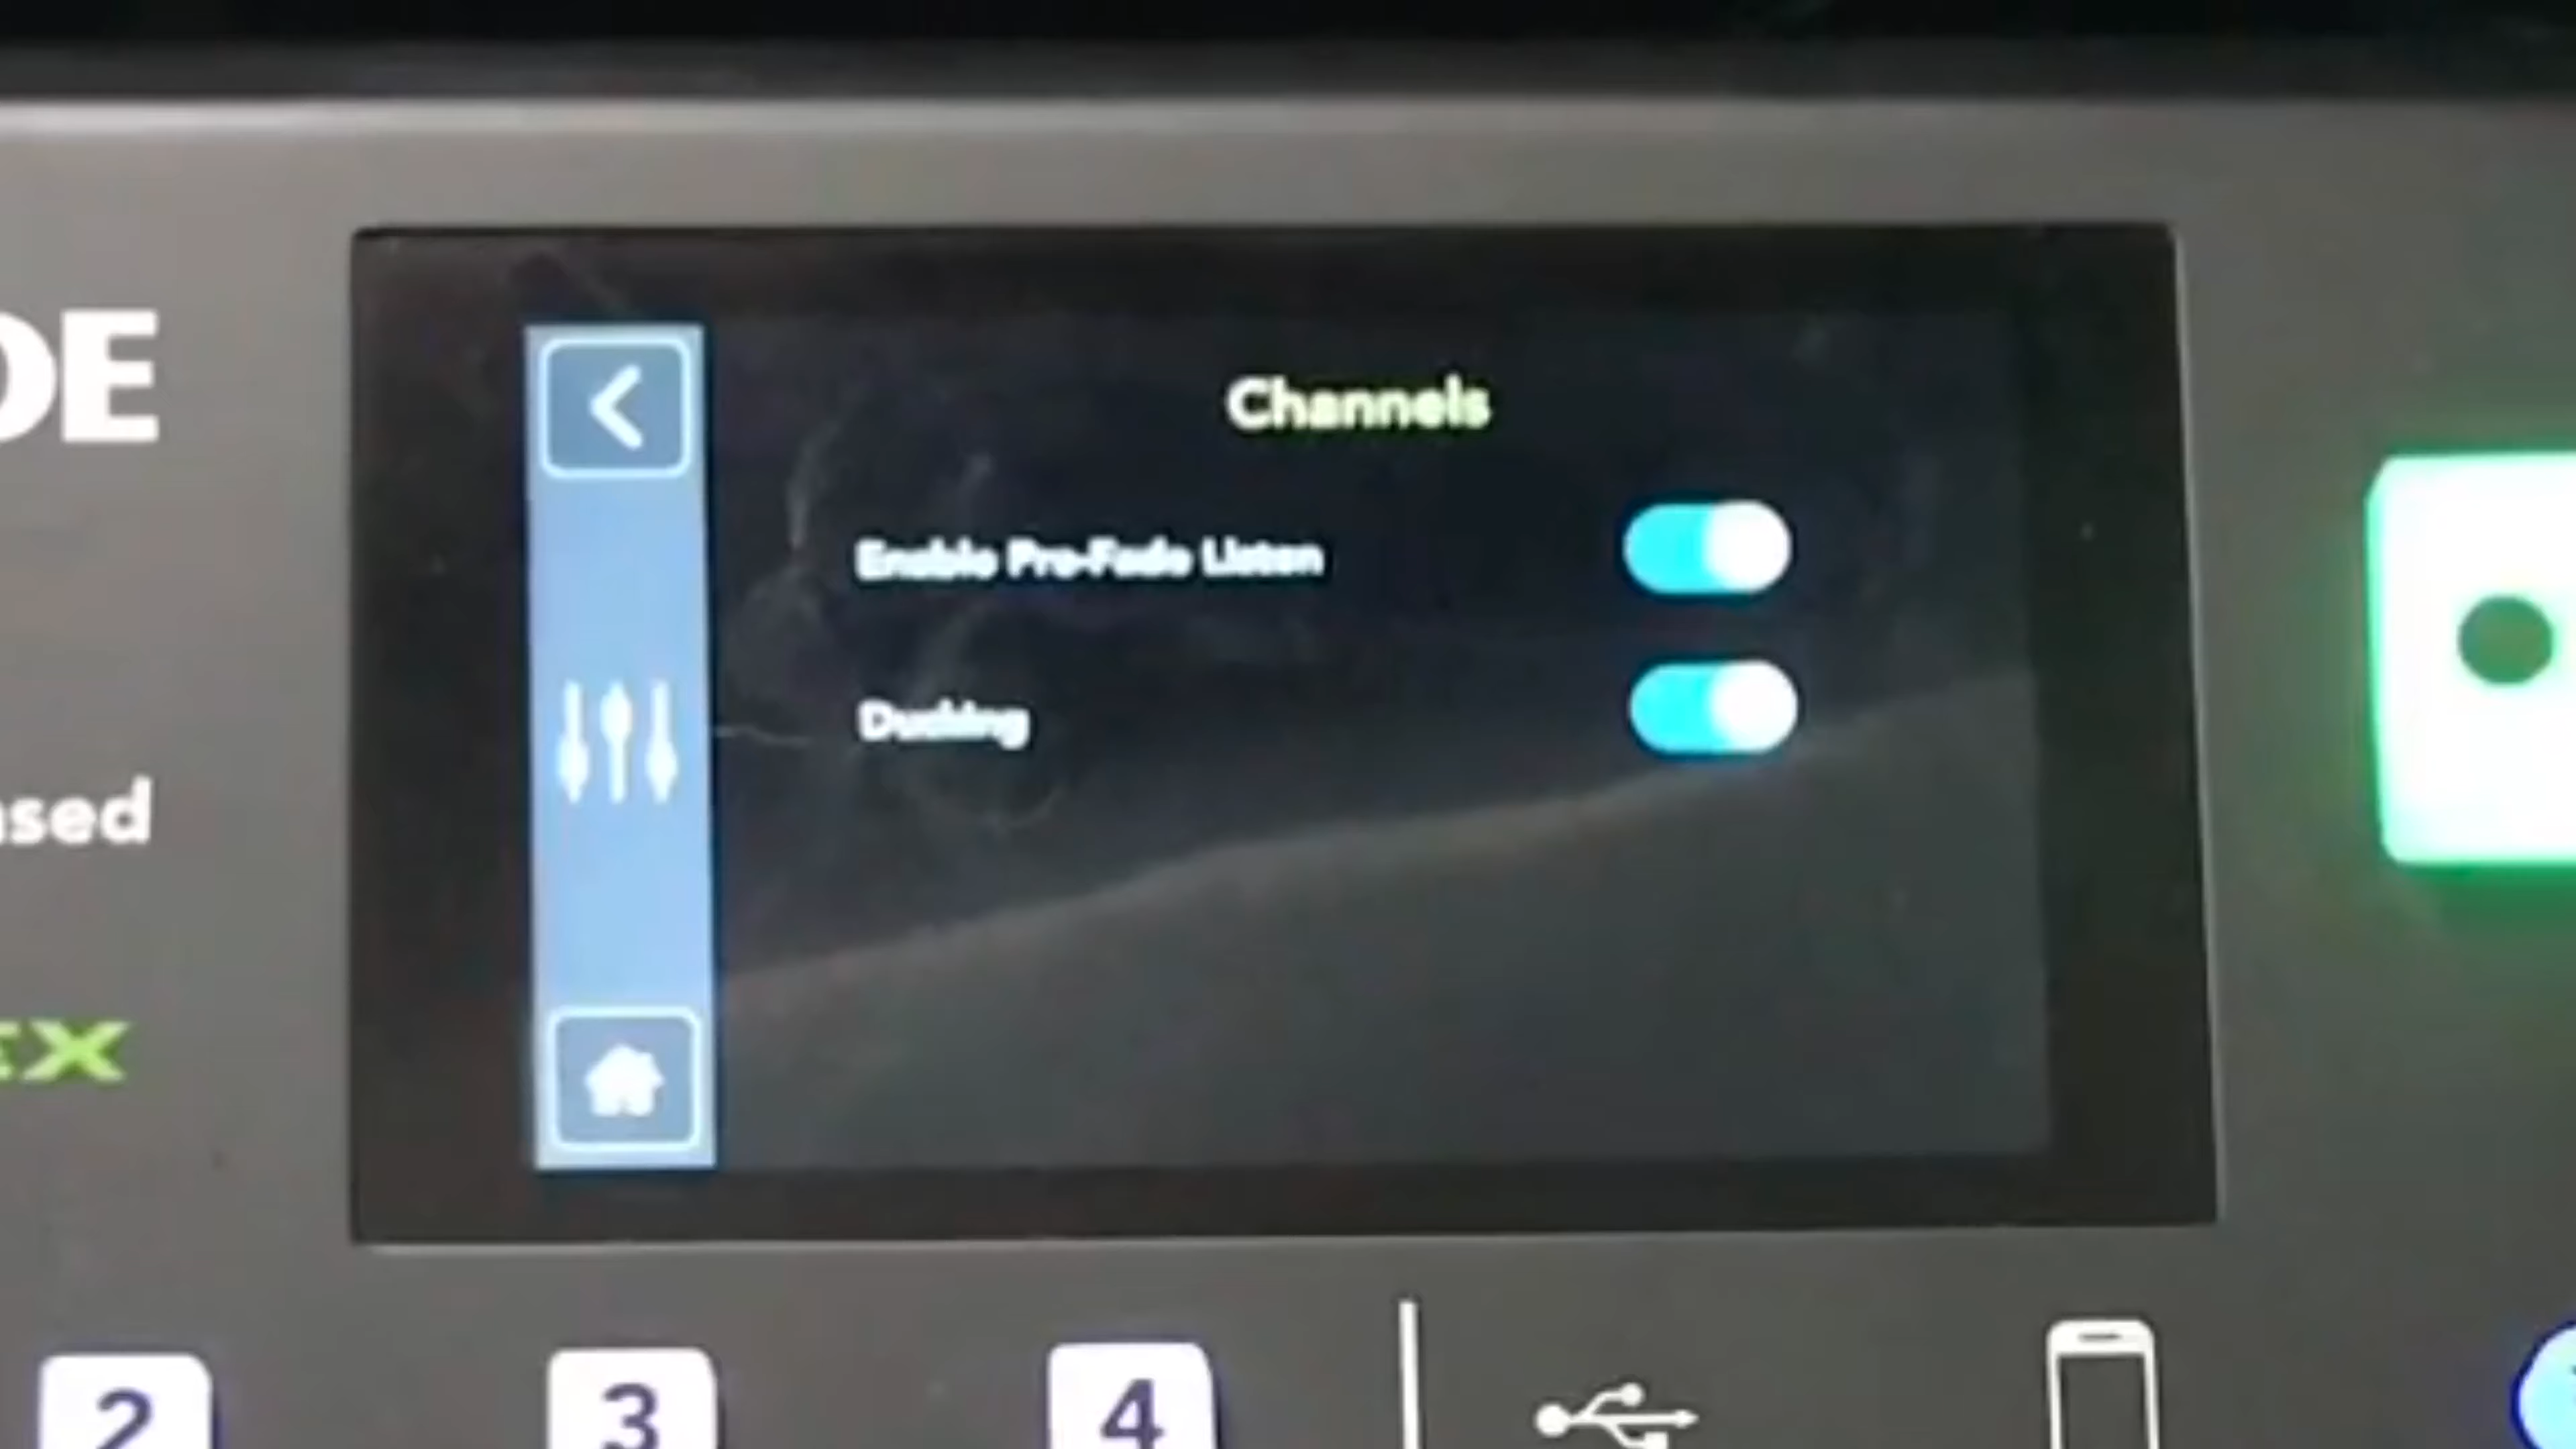 DE
Channels
Enable Pre-Fade Listen
Ducking
sed
x
2
3
4